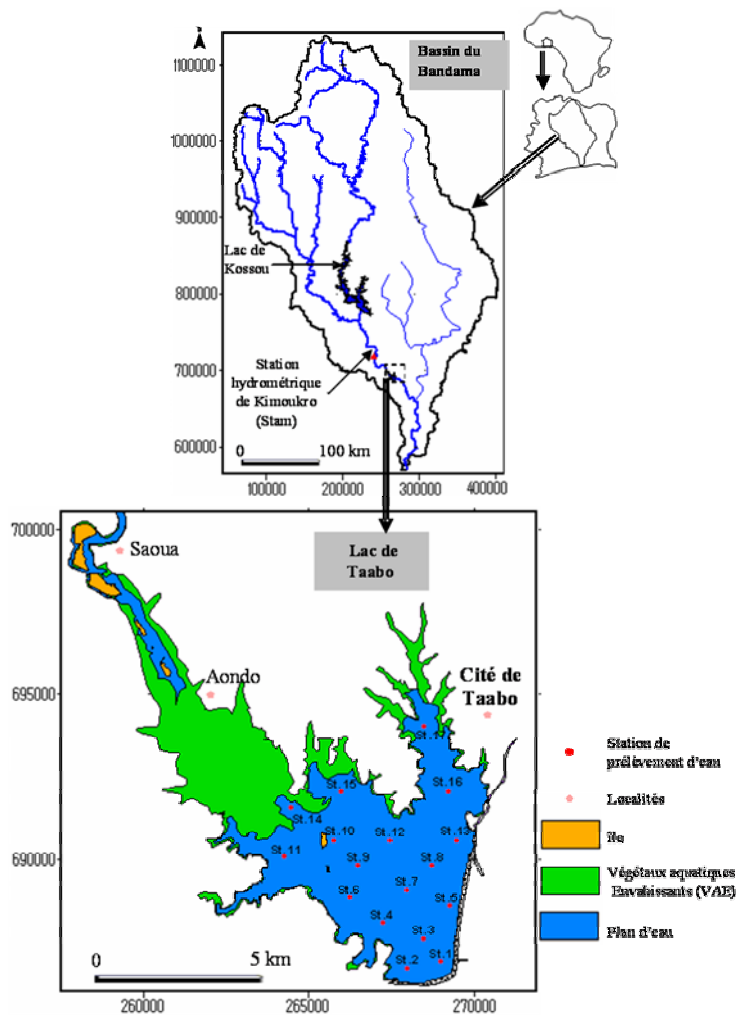 Bassin du
Bandama
1100000
1000000
900000
800000
700000
600000
Lac de
Kossou
Station
hydrométrique
de Kimoukro
(Stam)
0 100 km
100000 200000 300000 400000
Lac de
Taabo
700000
695000
690000
Saoua
Aondo
Cité de
Taabo
St.17
St.16
St.15
St.14
St.10
St.12
St.13
St.11
St.9
St.8
St.7
St.6
St.5
St.4
St.3
St.2
St.1
0 5 km
260000 265000 270000
Station de
prélèvement d'eau
Localités
Ile
Végétaux aquatiques
Envahissants (VAE)
Plan d'eau